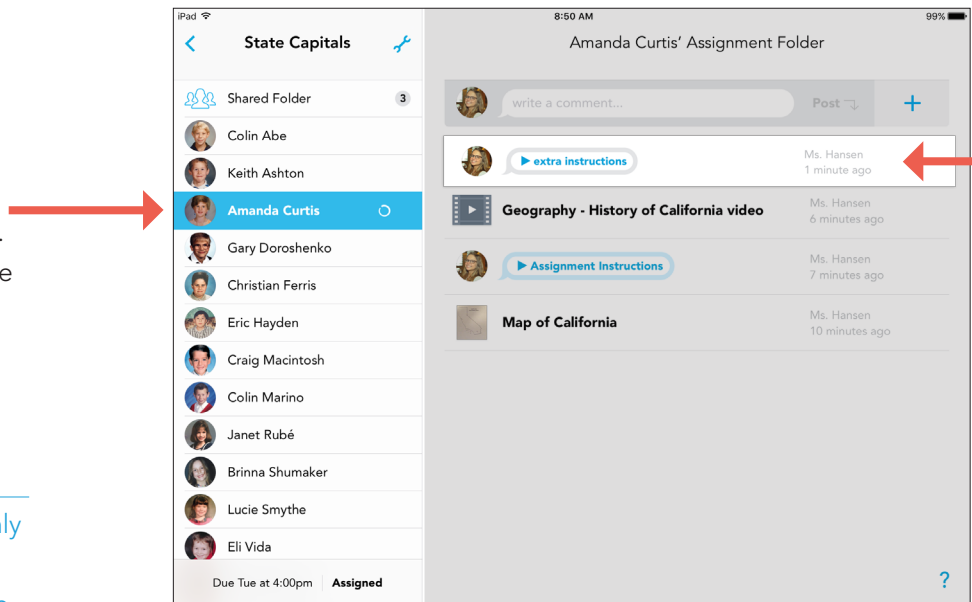 iPad
8:50 AM
99%
State Capitals
Amanda Curtis' Assignment Folder
Shared Folder 3
Colin Abe
Keith Ashton
Amanda Curtis
Gary Doroshenko
Christian Ferris
Eric Hayden
Craig Macintosh
Colin Marino
Janet Rubé
Brinna Shumaker
Lucie Smythe
Eli Vida
Due Tue at 4:00pm Assigned
write a comment... Post +
extra instructions
Ms. Hansen
1 minute ago
Geography - History of California video
Ms. Hansen
6 minutes ago
Assignment Instructions
Ms. Hansen
7 minutes ago
Map of California
Ms. Hansen
10 minutes ago
?